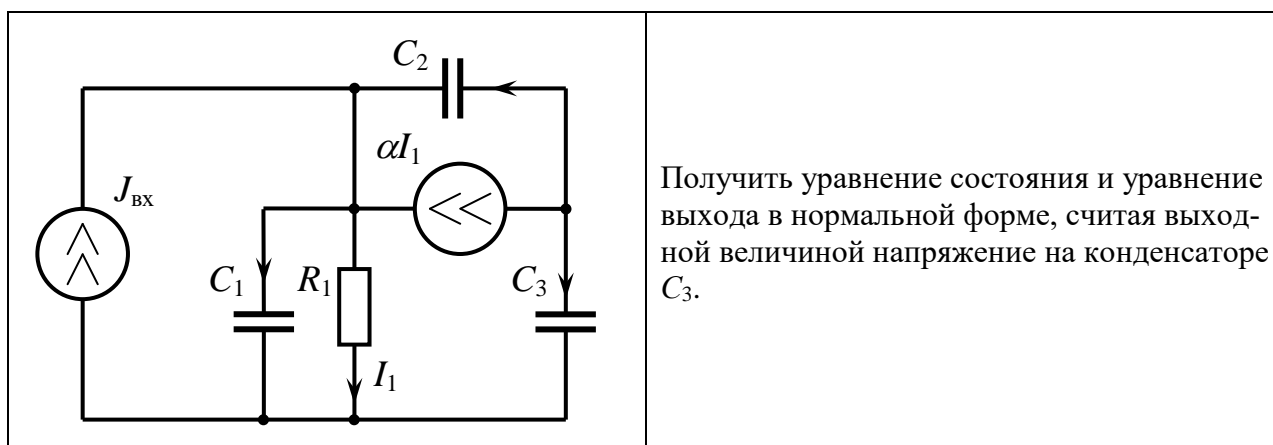 C₂
αI₁
Jвх
C₁
R₁
C₃
I₁
Получить уравнение состояния и уравнение
выхода в нормальной форме, считая выход-
ной величиной напряжение на конденсаторе
C₃.